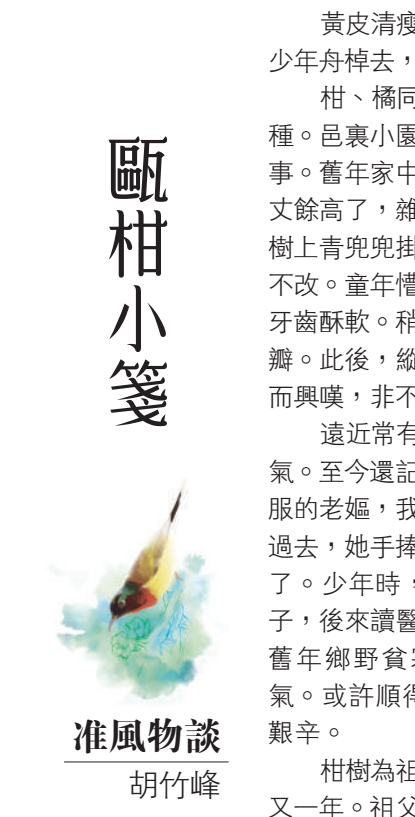 甌柑小箋
准風物談
胡竹峰
黃皮清瘦
少年舟棹去，
柑、橘同
種。邑裏小園
事。舊年家中
丈餘高了，雜
樹上青兜兜掛
不改。童年懵
牙齒酥軟。稍
瓣。此後，縱
而興嘆，非不
遠近常有
氣。至今還記
服的老嫗，我
過去，她手捧
了。少年時，
子，後來讀醫
舊年鄉野貧寒
氣。或許順得
艱辛。
柑樹為祖
又一年。祖父